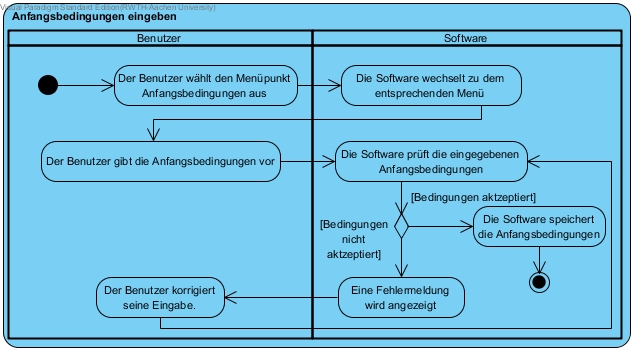 Visual Paradigm Standard Edition(RWTH Aachen University)
Anfangsbedingungen eingeben
Benutzer
Software
Der Benutzer wählt den Menüpunkt
Anfangsbedingungen aus
Die Software wechselt zu dem
entsprechenden Menü
Der Benutzer gibt die Anfangsbedingungen vor
Die Software prüft die eingegebenen
Anfangsbedingungen
[Bedingungen aktzeptiert]
[Bedingungen
nicht
aktzeptiert]
Die Software speichert
die Anfangsbedingungen
Der Benutzer korrigiert
seine Eingabe.
Eine Fehlermeldung
wird angezeigt